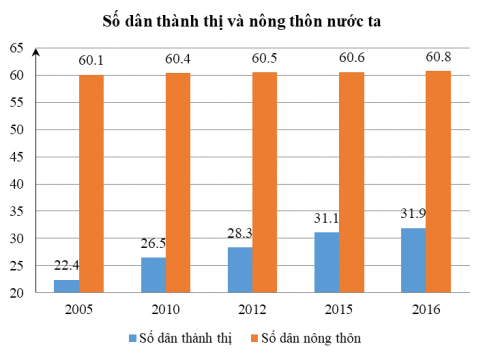 Số dân thành thị và nông thôn nước ta
65
60
55
50
45
40
35
30
25
20
60.1 60.4 60.5 60.6 60.8
22.4 26.5 28.3 31.1 31.9
2005 2010 2012 2015 2016
Số dân thành thị Số dân nông thôn